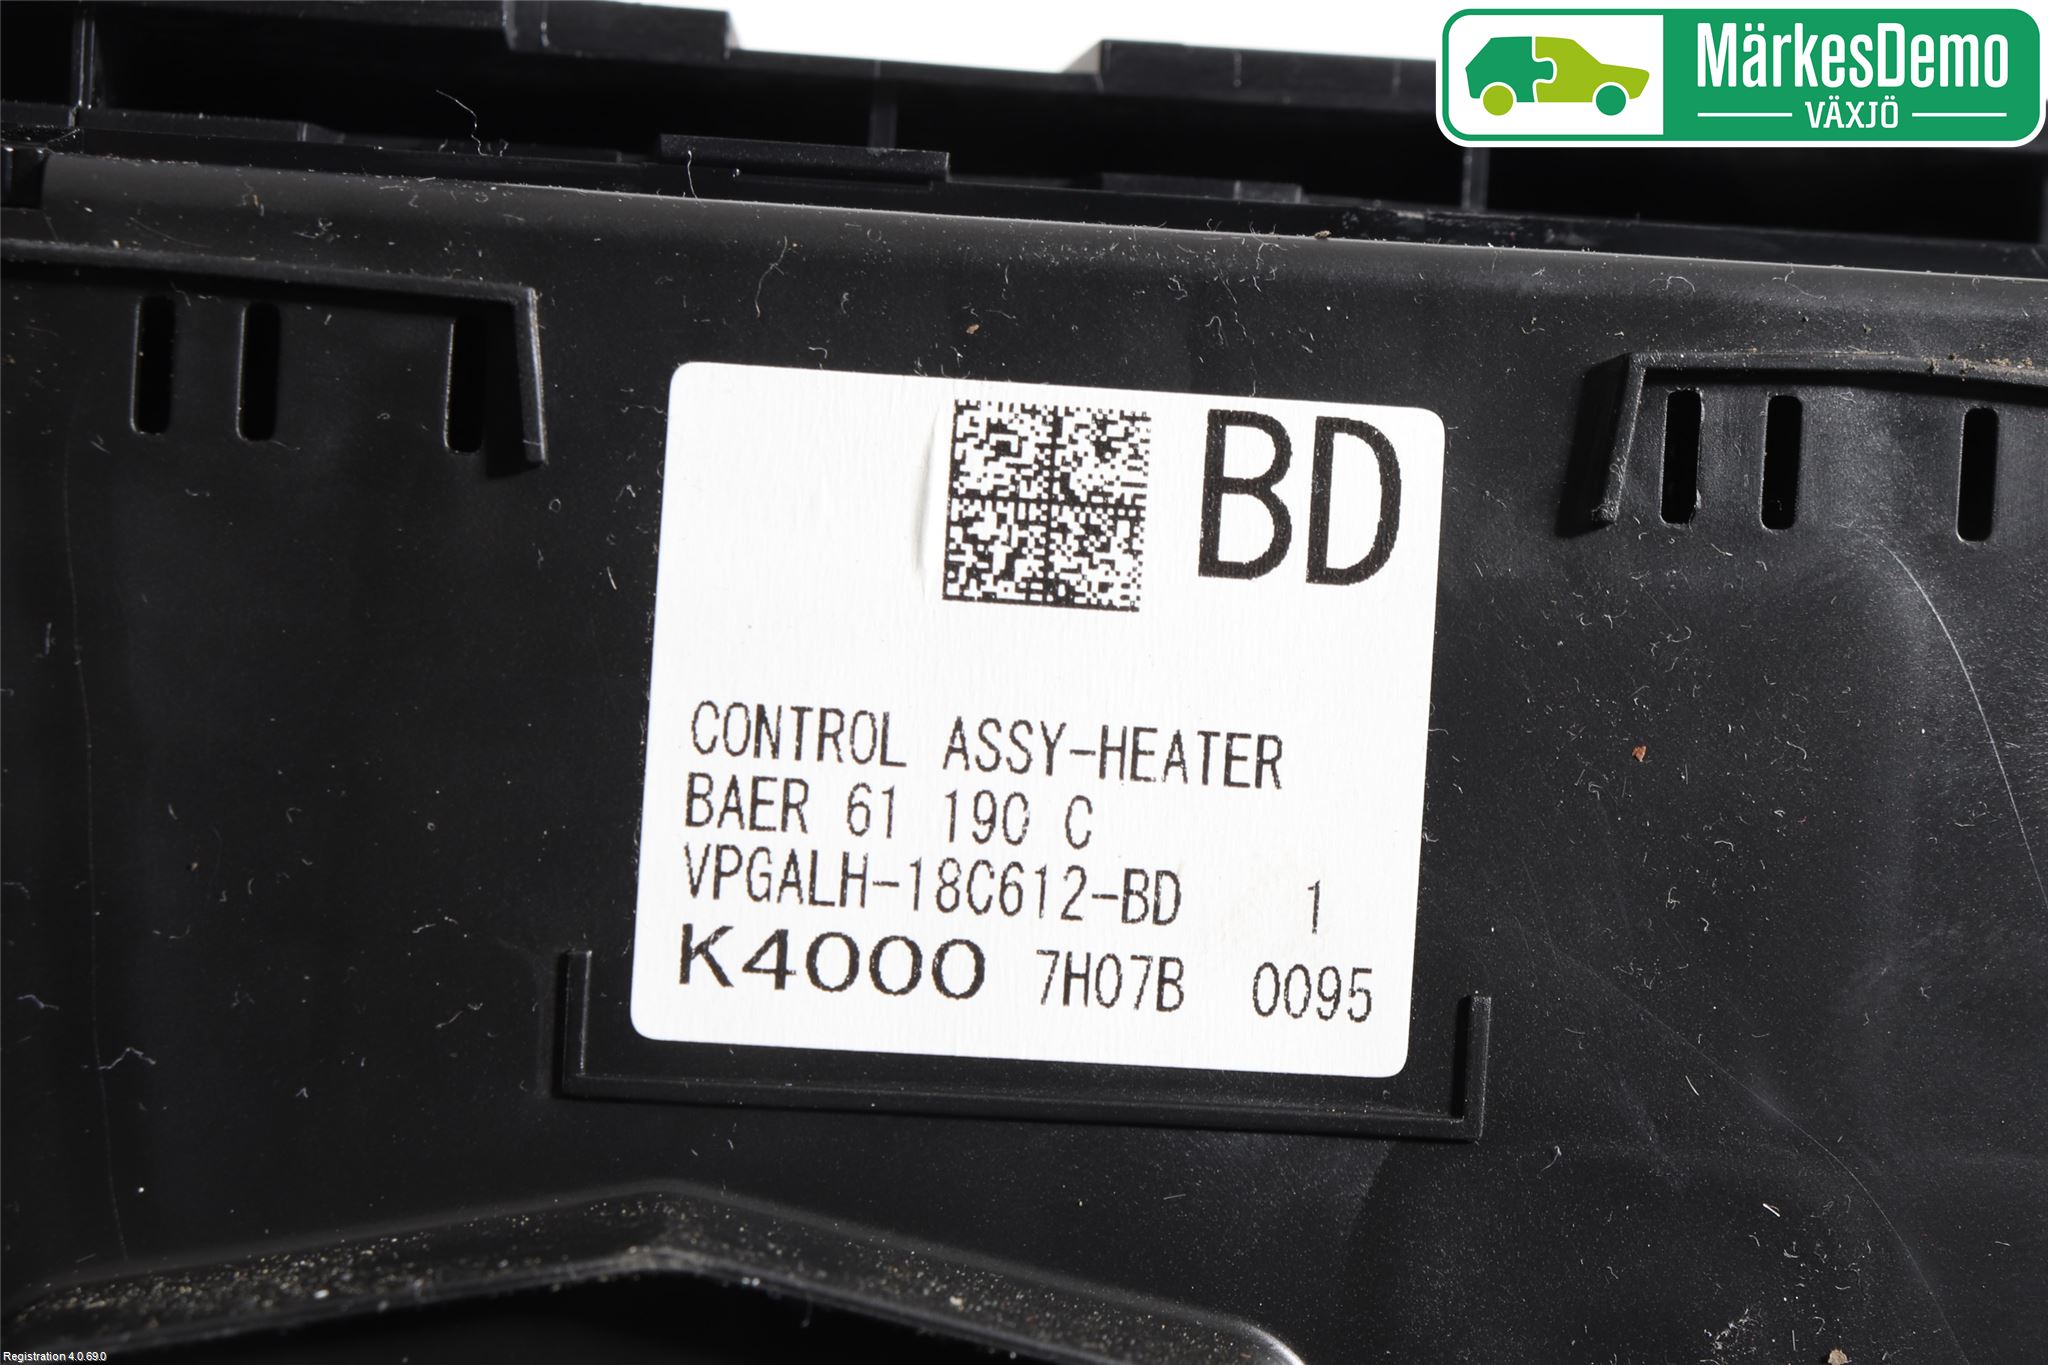 MärkesDemo
VÄXJÖ
BD
CONTROL ASSY-HEATER
BAER 61 190 C
VPGALH-18C612-BD 1
K4000 7H07B 0095
Registration 4.0.69.0